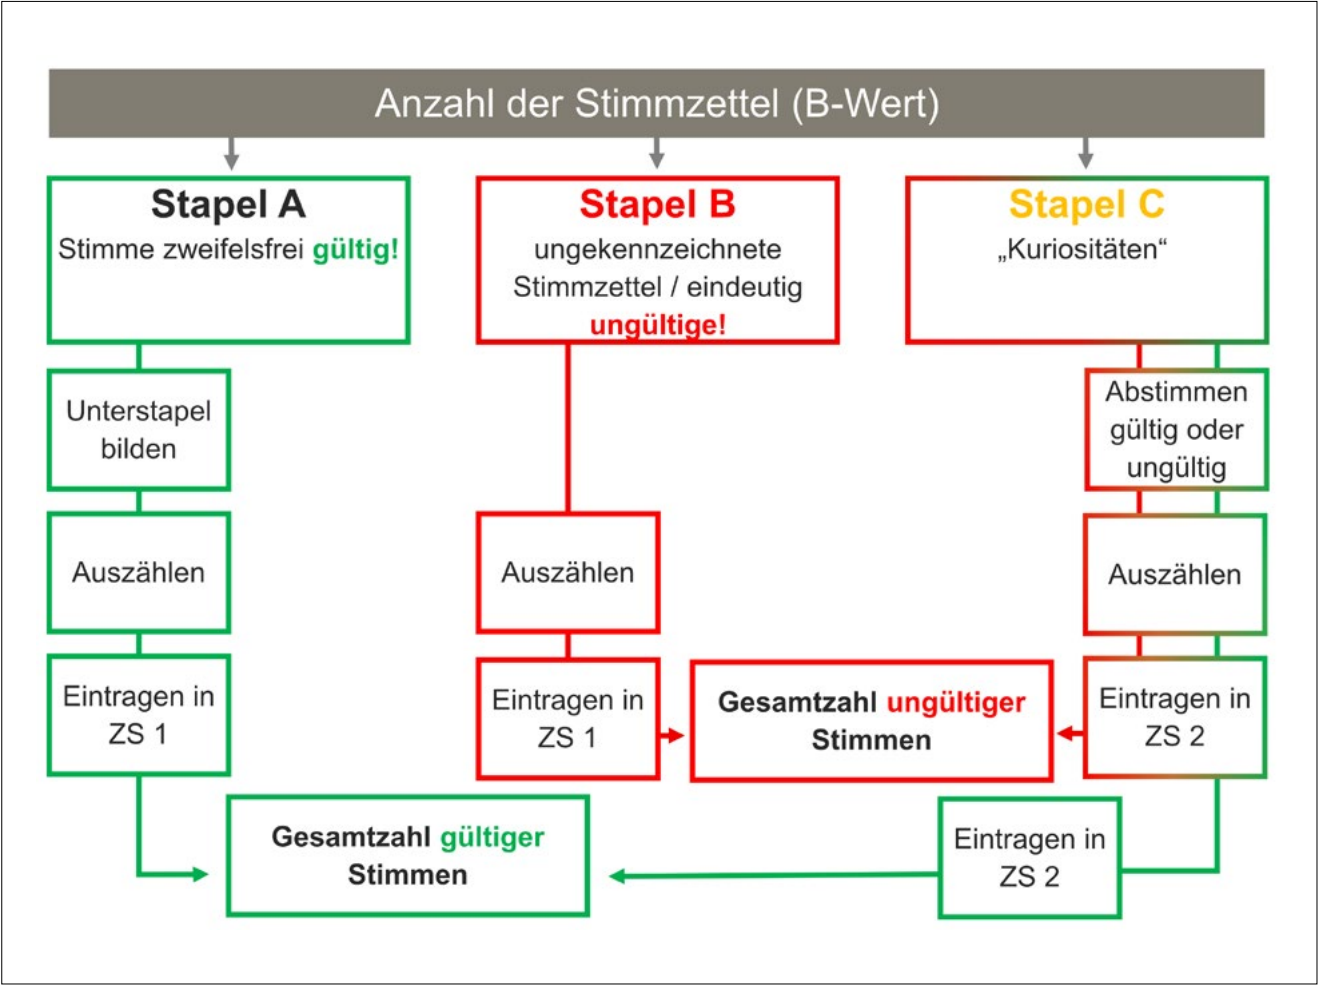 Anzahl der Stimmzettel (B-Wert)
Stapel A
Stimme zweifelsfrei gültig!
Stapel B
ungekennzeichnete
Stimmzettel / eindeutig
ungültige!
Stapel C
„Kuriositäten“
Unterstapel
bilden
Abstimmen
gültig oder
ungültig
Auszählen
Auszählen
Auszählen
Eintragen in
ZS 1
Eintragen in
ZS 1
Gesamtzahl ungültiger
Stimmen
Eintragen in
ZS 2
Gesamtzahl gültiger
Stimmen
Eintragen in
ZS 2